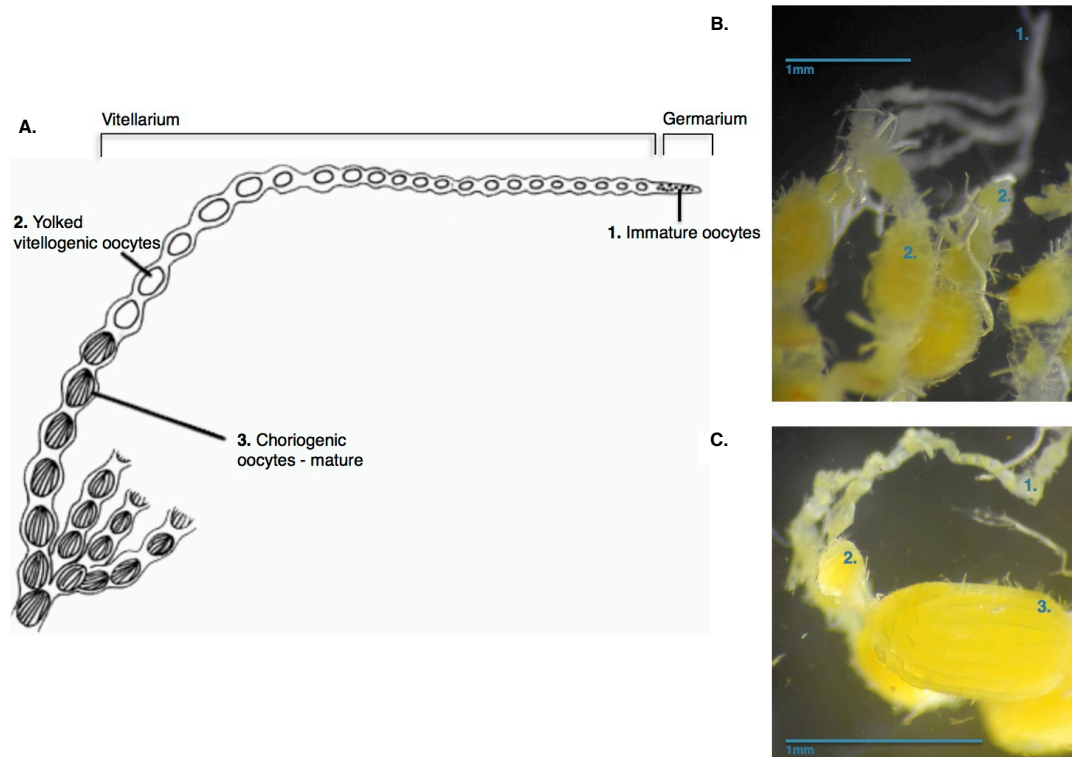 A.
Vitellarium
Germarium
2. Yolked
vitellogenic oocytes
1. Immature oocytes
3. Choriogenic
oocytes - mature
B.
1.
1mm
2.
2.
C.
1.
2.
3.
1mm